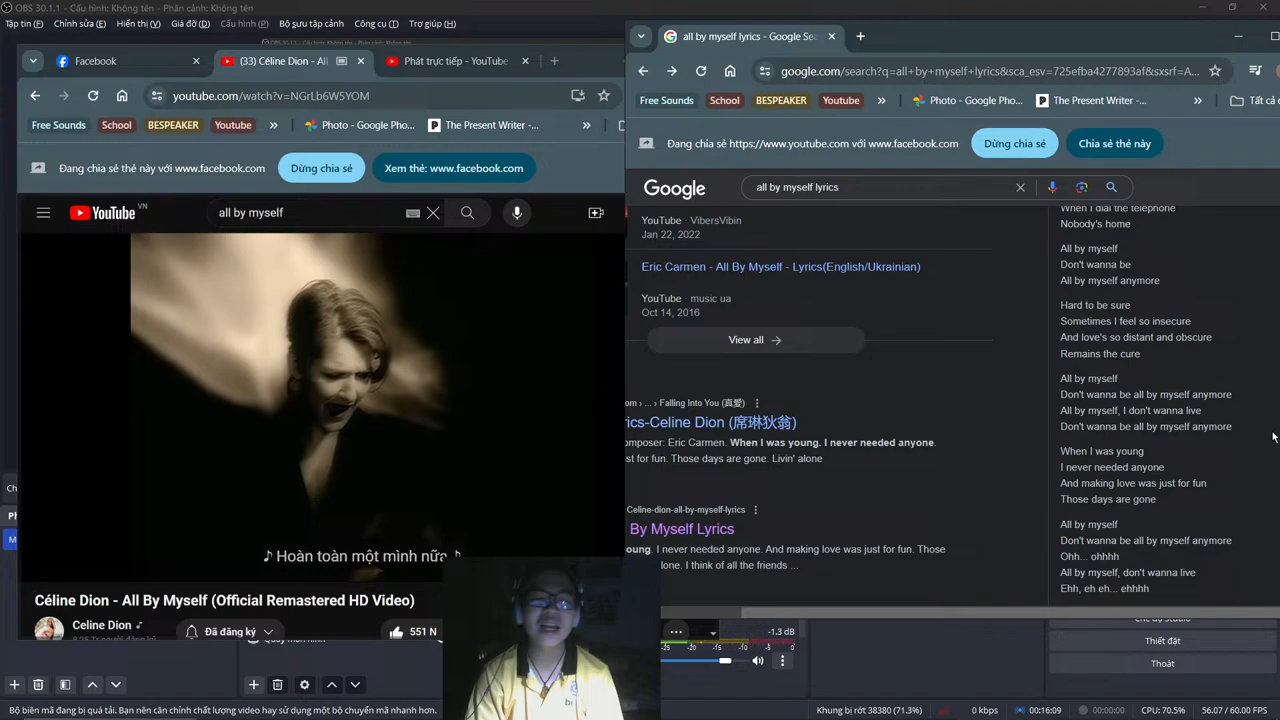 OBS 30.1.1 - Cấu hình: Không tên - Phân cảnh: Không tên
Tập tin (F) Chỉnh sửa (E) Hiển thị (V) Giả đỡ (D) Cấu hình (P) Bộ sưu tập phân cảnh Công cụ (T) Trợ giúp (H)
Facebook
(33) Céline Dion - All
Phát trực tiếp - YouTube
youtube.com/watch?v=NGrLb6W5YOM
Free Sounds School BESPEAKER Youtube Photo - Google Pho... The Present Writer -...
Đang chia sẻ thẻ này với www.facebook.com
Dừng chia sẻ
Xem thẻ: www.facebook.com
YouTube VN
all by myself
♪ Hoàn toàn một mình nữa ♪
Céline Dion - All By Myself (Official Remastered HD Video)
Céline Dion
Đã đăng ký
551 N
all by myself lyrics - Google Sea
google.com/search?q=all+by+myself+lyrics&sca_esv=725efba4277893af&sxsrf=A...
Free Sounds School BESPEAKER Youtube Photo - Google Pho... The Present Writer -... Tất cả
Đang chia sẻ https://www.youtube.com với www.facebook.com
Dừng chia sẻ
Chia sẻ thẻ này
Google
all by myself lyrics
YouTube · VibersVibin
Jan 22, 2022
Eric Carmen - All By Myself - Lyrics(English/Ukrainian)
YouTube · music ua
Oct 14, 2016
View all
om › ... › Falling Into You (真愛)
rics-Celine Dion (席琳狄翁)
omposer: Eric Carmen. When I was young. I never needed anyone.
ust for fun. Those days are gone. Livin' alone
Celine-dion-all-by-myself-lyrics
By Myself Lyrics
oung. I never needed anyone. And making love was just for fun. Those
lone. I think of all the friends ...
When I dial the telephone
Nobody's home
All by myself
Don't wanna be
All by myself anymore
Hard to be sure
Sometimes I feel so insecure
And love's so distant and obscure
Remains the cure
All by myself
Don't wanna be all by myself anymore
All by myself, I don't wanna live
Don't wanna be all by myself anymore
When I was young
I never needed anyone
And making love was just for fun
Those days are gone
All by myself
Don't wanna be all by myself anymore
Ohh... ohhhh
All by myself, don't wanna live
Ehh, eh eh... ehhhh
-1.3 dB
-25 -20 -15 -10 -5 0
Thiết đặt
Thoát
Bộ biên mã đang bị quá tải. Bạn nên chỉnh chất lượng video hay sử dụng một bộ chuyển mã nhanh hơn.
Khung bị rớt 38380 (71.3%)
0 kbps
00:16:09
00:00:00
CPU: 70.5%
56.07 / 60.00 FPS